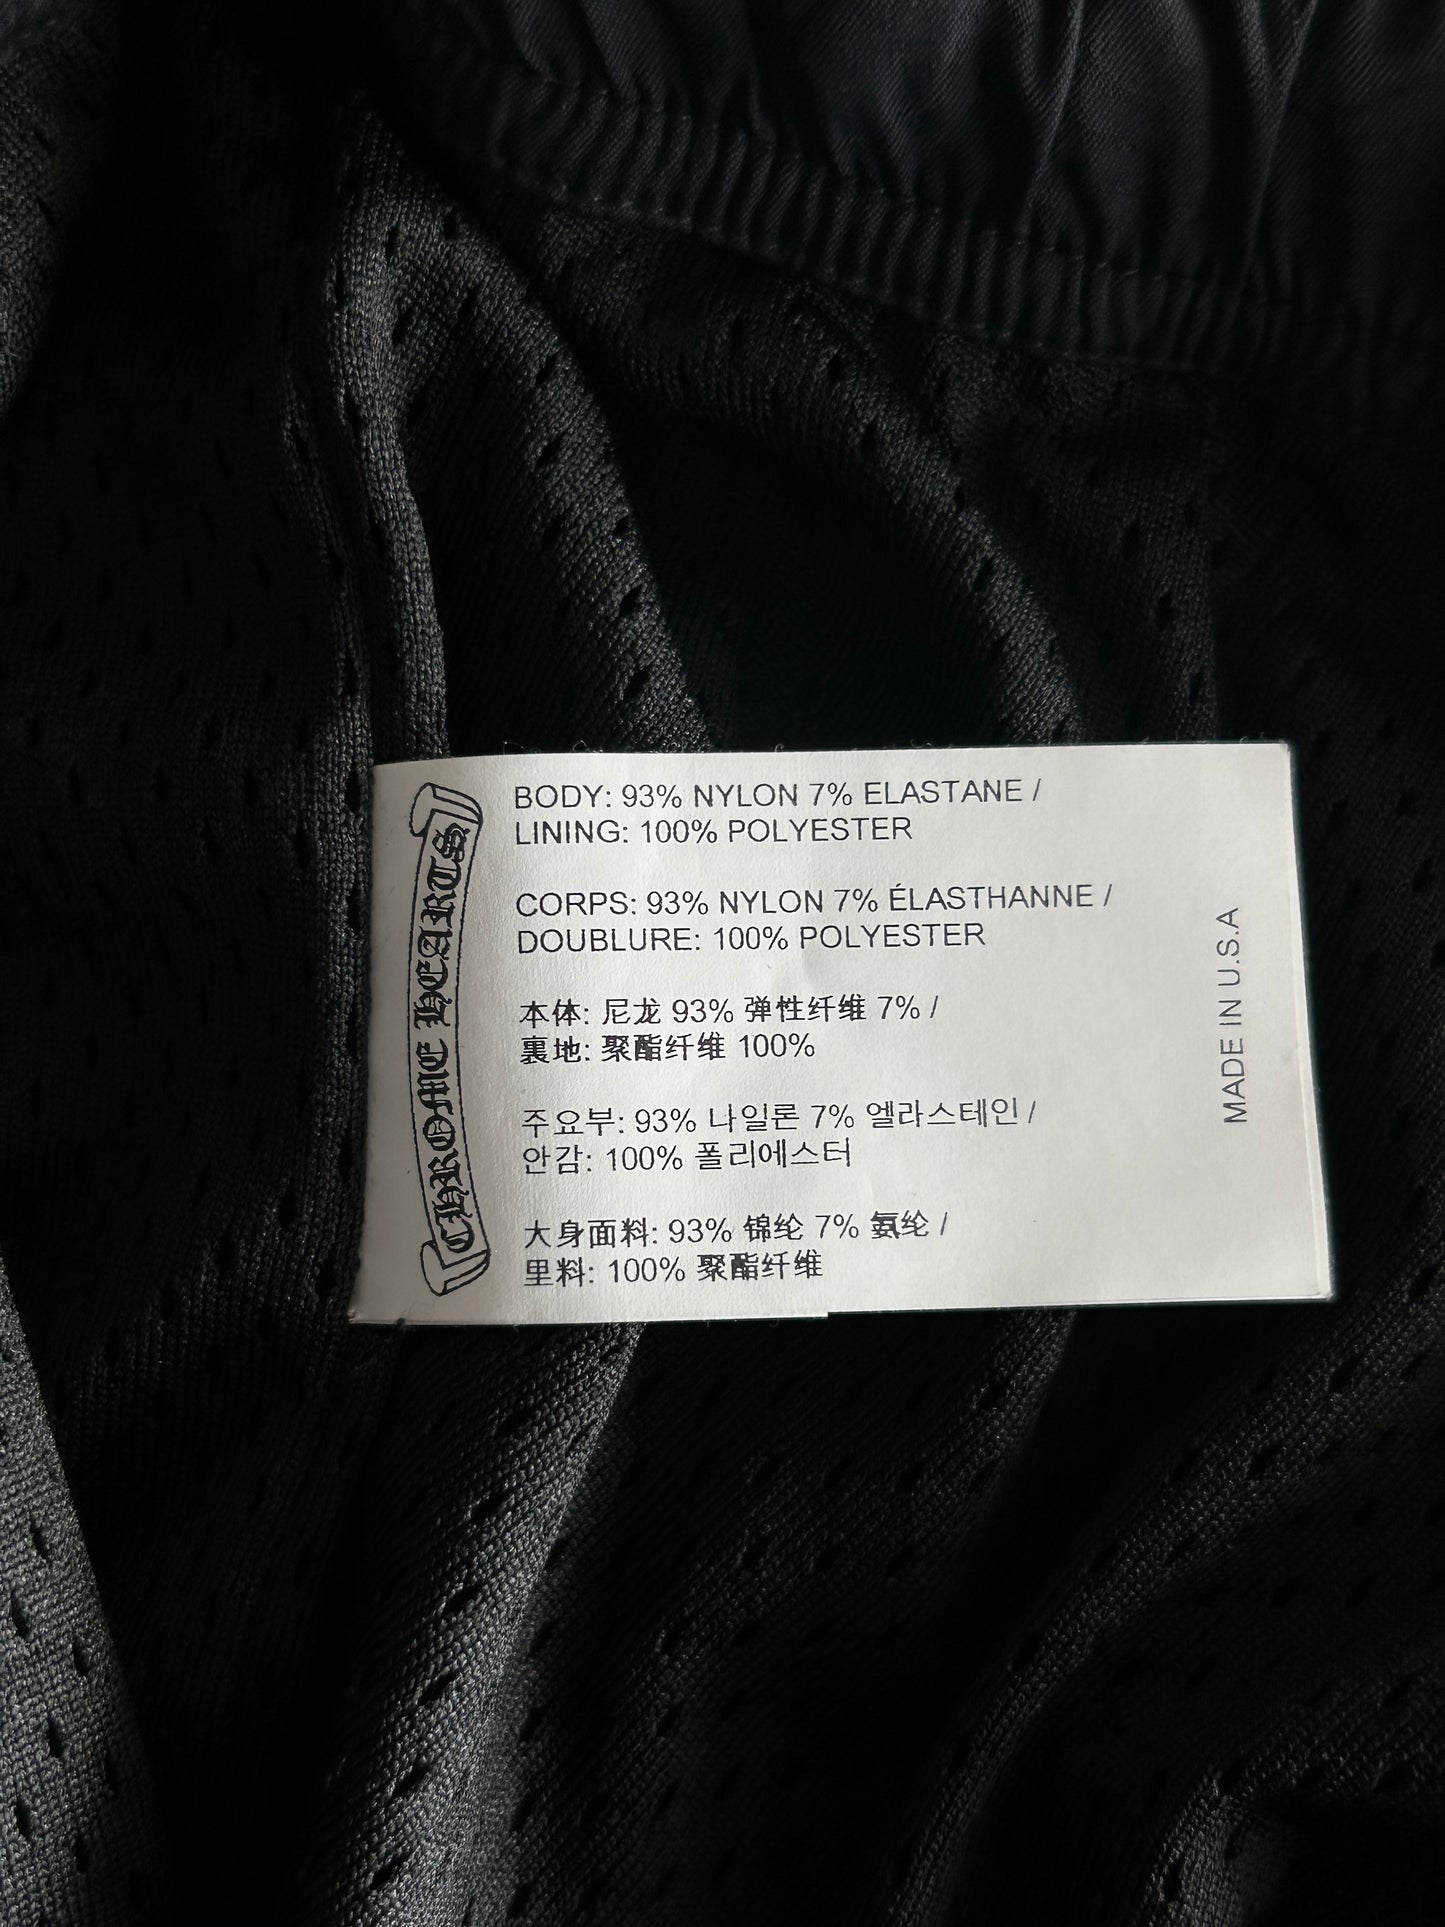 CHROME HEARTS
BODY: 93% NYLON 7% ELASTANE /
LINING: 100% POLYESTER
CORPS: 93% NYLON 7% ÉLASTHANNE /
DOUBLURE: 100% POLYESTER
本体: 尼龙 93% 弹性纤维 7% /
裏地: 聚酯纤维 100%
주요부: 93% 나일론 7% 엘라스테인 /
안감: 100% 폴리에스터
大身面料: 93% 锦纶 7% 氨纶 /
里料: 100% 聚酯纤维
MADE IN U.S.A